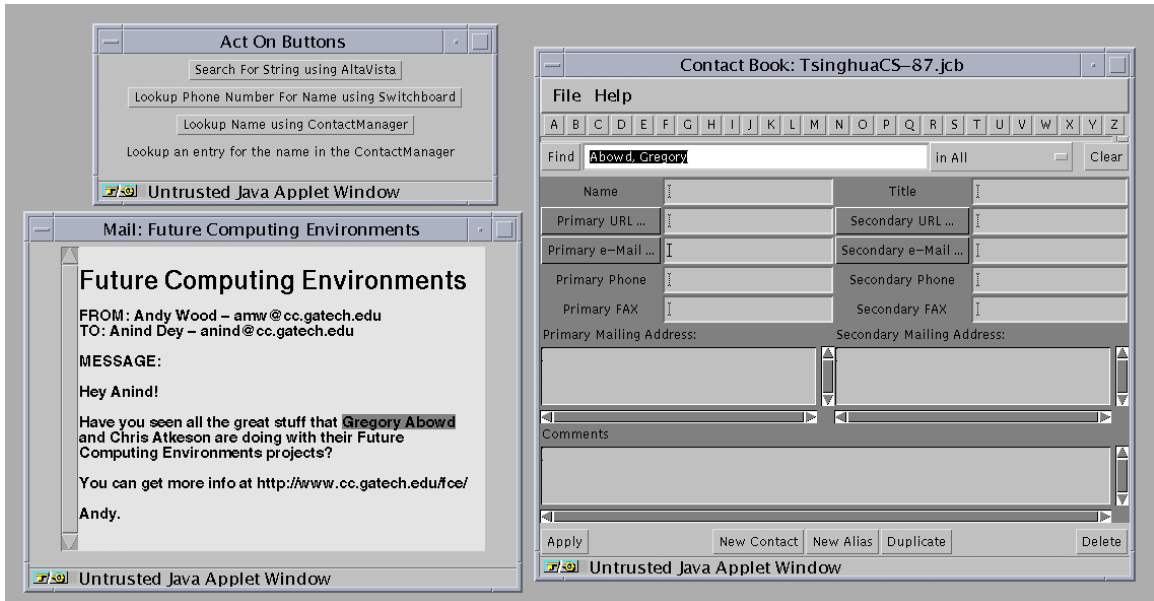 Act On Buttons
Search For String using AltaVista
Lookup Phone Number For Name using Switchboard
Lookup Name using ContactManager
Lookup an entry for the name in the ContactManager
Untrusted Java Applet Window
Mail: Future Computing Environments
Future Computing Environments
FROM: Andy Wood – amw@cc.gatech.edu
TO: Anind Dey – anind@cc.gatech.edu
MESSAGE:
Hey Anind!
Have you seen all the great stuff that Gregory Abowd
and Chris Atkeson are doing with their Future
Computing Environments projects?
You can get more info at http://www.cc.gatech.edu/fce/
Andy.
Untrusted Java Applet Window
Contact Book: TsinghuaCS–87.jcb
File Help
A B C D E F G H I J K L M N O P Q R S T U V W X Y Z
Find Abowd, Gregory in All Clear
Name Title
Primary URL ... Secondary URL ...
Primary e–Mail ... Secondary e–Mail ...
Primary Phone Secondary Phone
Primary FAX Secondary FAX
Primary Mailing Address: Secondary Mailing Address:
Comments
Apply New Contact New Alias Duplicate Delete
Untrusted Java Applet Window